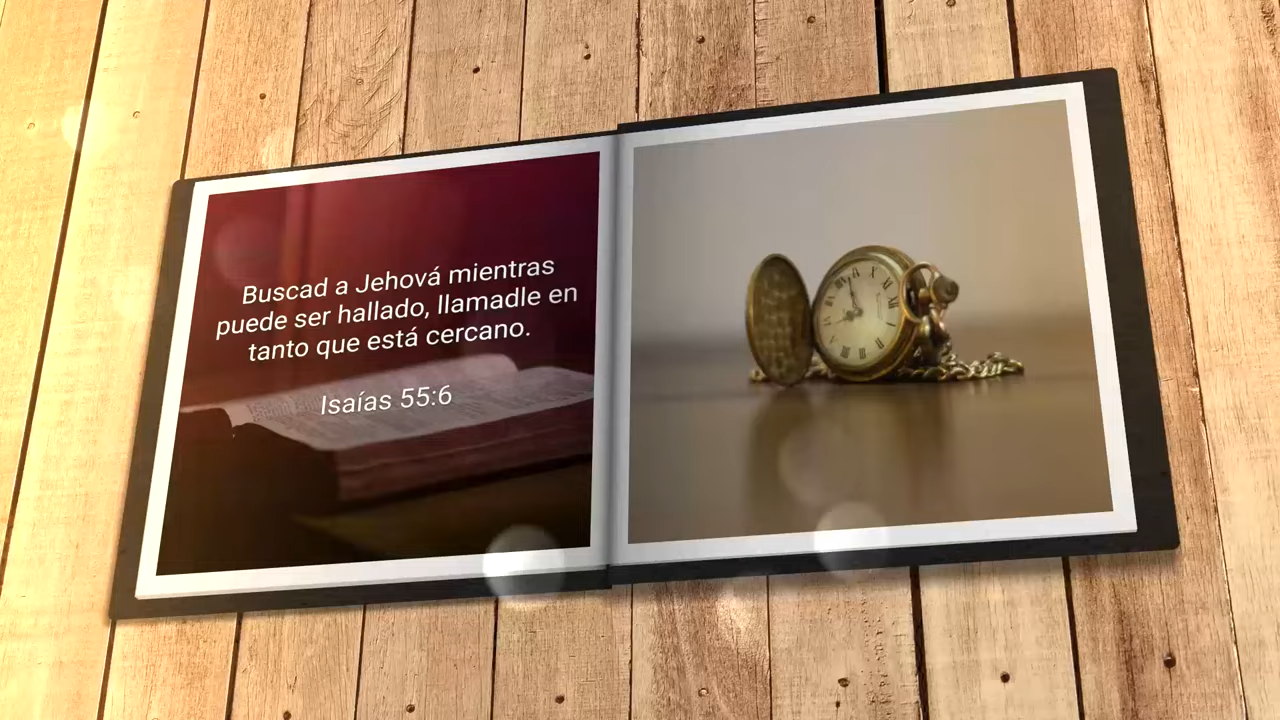 Buscad a Jehová mientras
puede ser hallado, llamadle en
tanto que está cercano.
Isaías 55:6